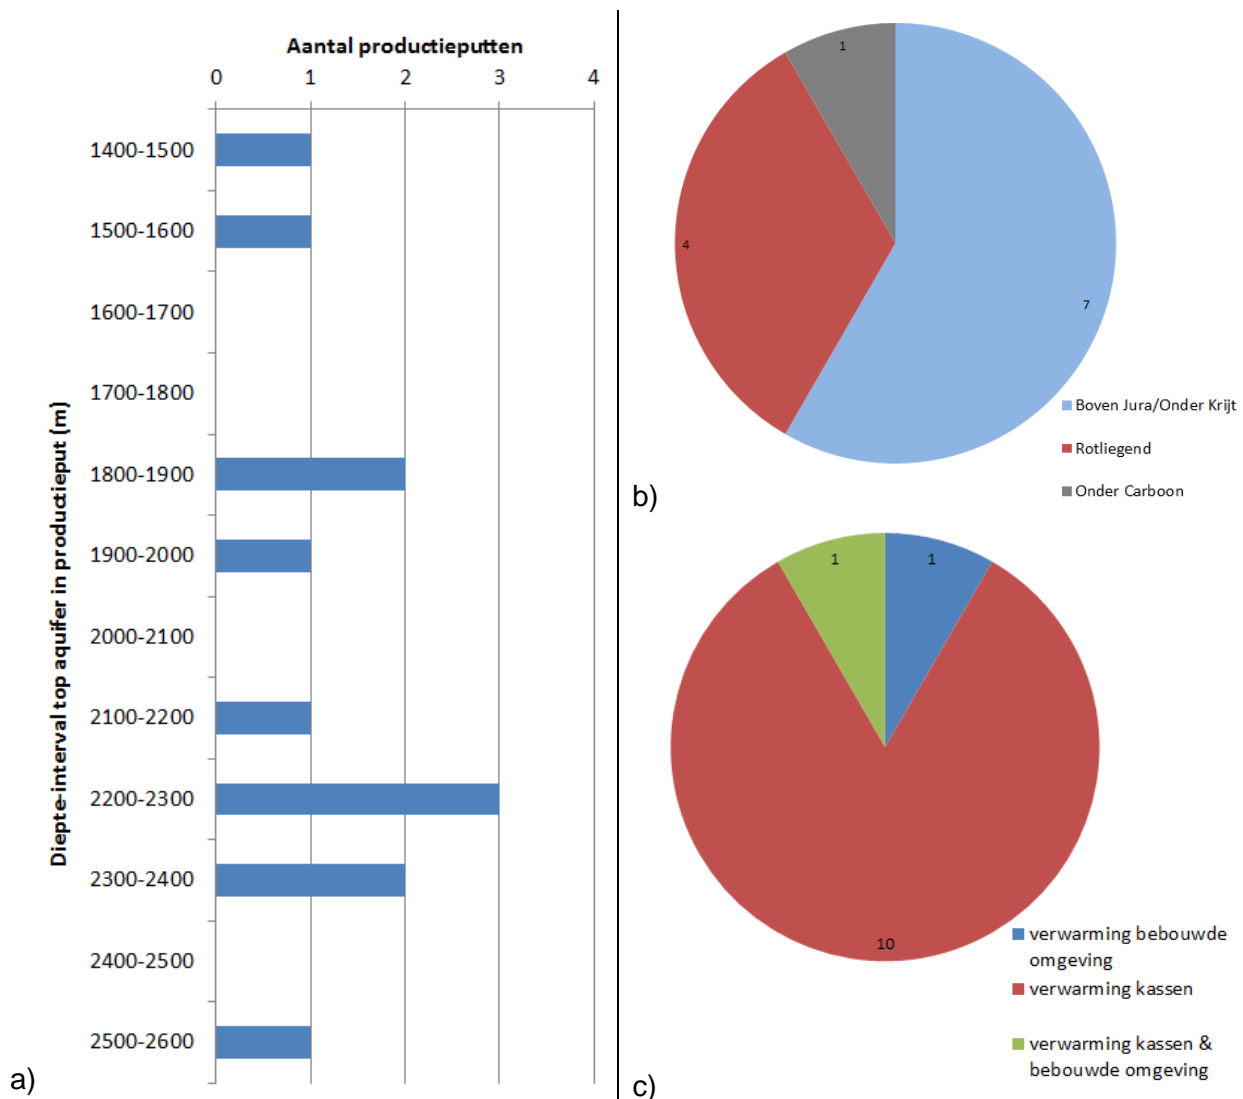 Aantal productieputten
0 1 2 3 4
Diepte-interval top aquifer in productieput (m)
1400-1500
1500-1600
1600-1700
1700-1800
1800-1900
1900-2000
2000-2100
2100-2200
2200-2300
2300-2400
2400-2500
2500-2600
a)
1
4
7
Boven Jura/Onder Krijt
Rotliegend
Onder Carboon
b)
1 1
10
verwarming bebouwde
omgeving
verwarming kassen
verwarming kassen &
bebouwde omgeving
c)